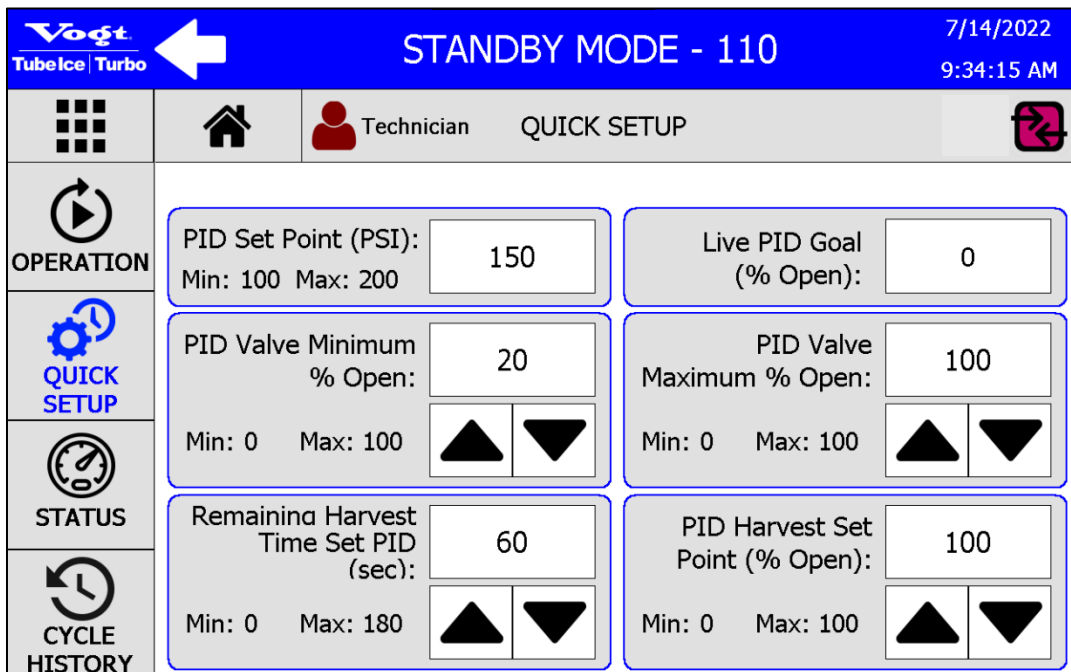 Vogt.
TubeIce | Turbo
STANDBY MODE - 110
7/14/2022
9:34:15 AM
Technician
QUICK SETUP
OPERATION
QUICK
SETUP
STATUS
CYCLE
HISTORY
PID Set Point (PSI):
Min: 100 Max: 200
150
Live PID Goal
(% Open):
0
PID Valve Minimum
% Open:
20
Min: 0 Max: 100
PID Valve
Maximum % Open:
100
Min: 0 Max: 100
Remaining Harvest
Time Set PID
(sec):
60
Min: 0 Max: 180
PID Harvest Set
Point (% Open):
100
Min: 0 Max: 100